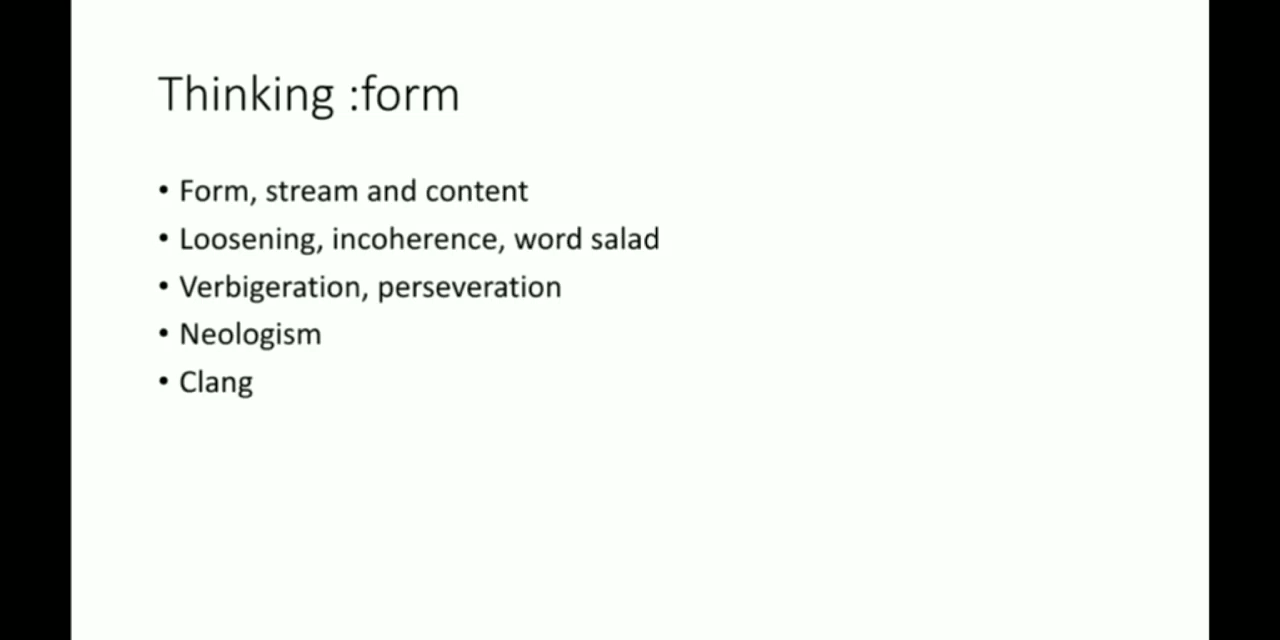 Thinking :form
• Form, stream and content
• Loosening, incoherence, word salad
• Verbigeration, perseveration
• Neologism
• Clang